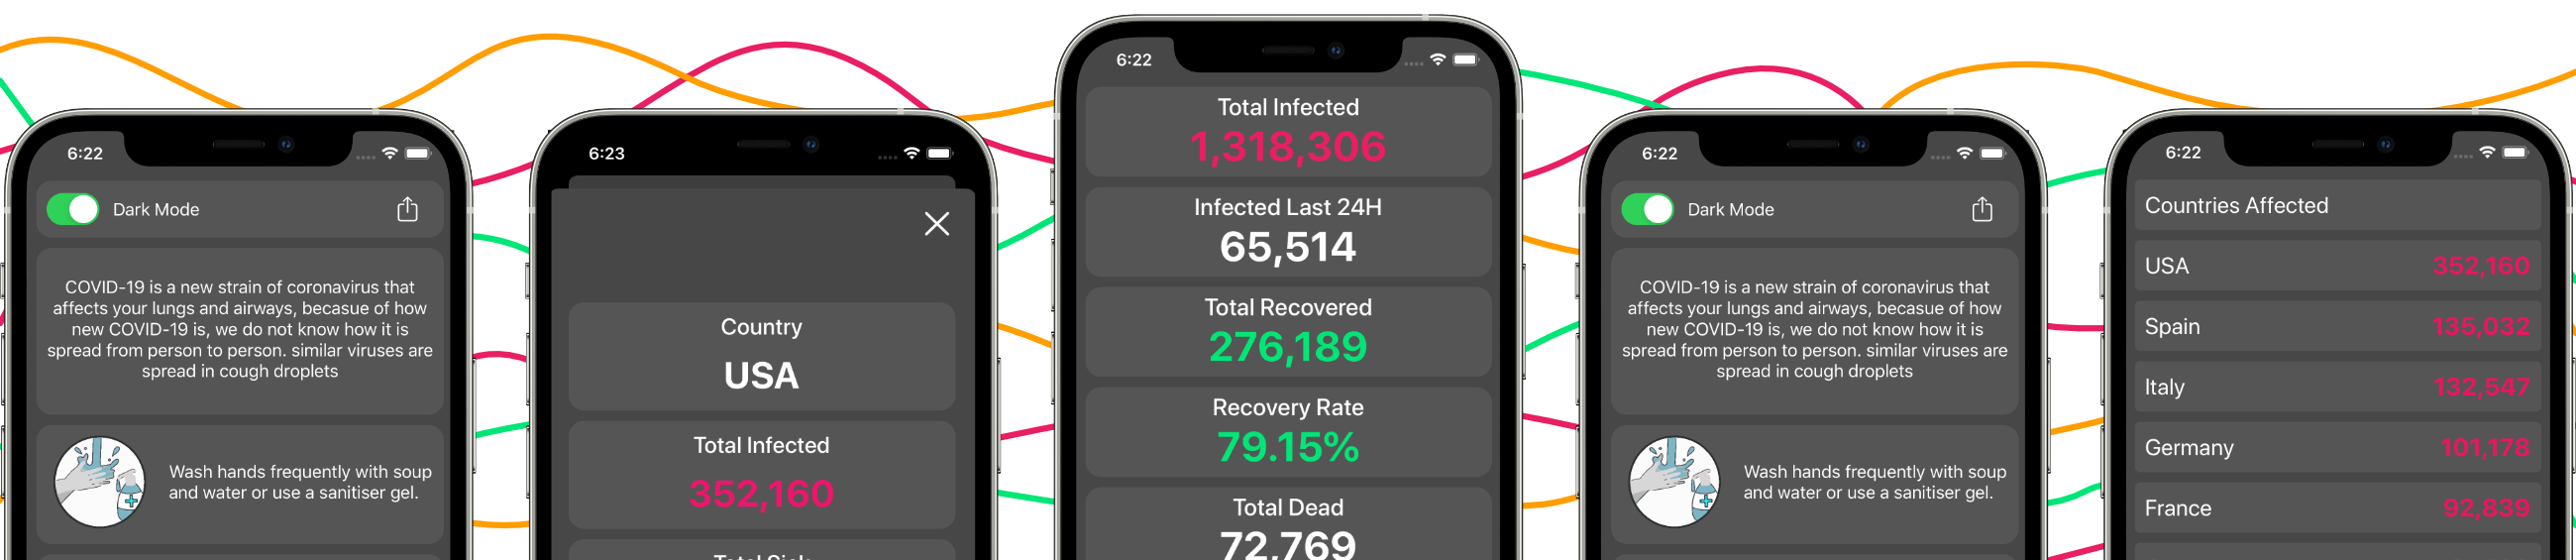 6:22
Dark Mode
COVID-19 is a new strain of coronavirus that
affects your lungs and airways, becasue of how
new COVID-19 is, we do not know how it is
spread from person to person. similar viruses are
spread in cough droplets
Wash hands frequently with soup
and water or use a sanitiser gel.
6:23
Country
USA
Total Infected
352,160
6:22
Total Infected
1,318,306
Infected Last 24H
65,514
Total Recovered
276,189
Recovery Rate
79.15%
Total Dead
72,769
6:22
Dark Mode
COVID-19 is a new strain of coronavirus that
affects your lungs and airways, becasue of how
new COVID-19 is, we do not know how it is
spread from person to person. similar viruses are
spread in cough droplets
Wash hands frequently with soup
and water or use a sanitiser gel.
6:22
Countries Affected
USA 352,160
Spain 135,032
Italy 132,547
Germany 101,178
France 92,839